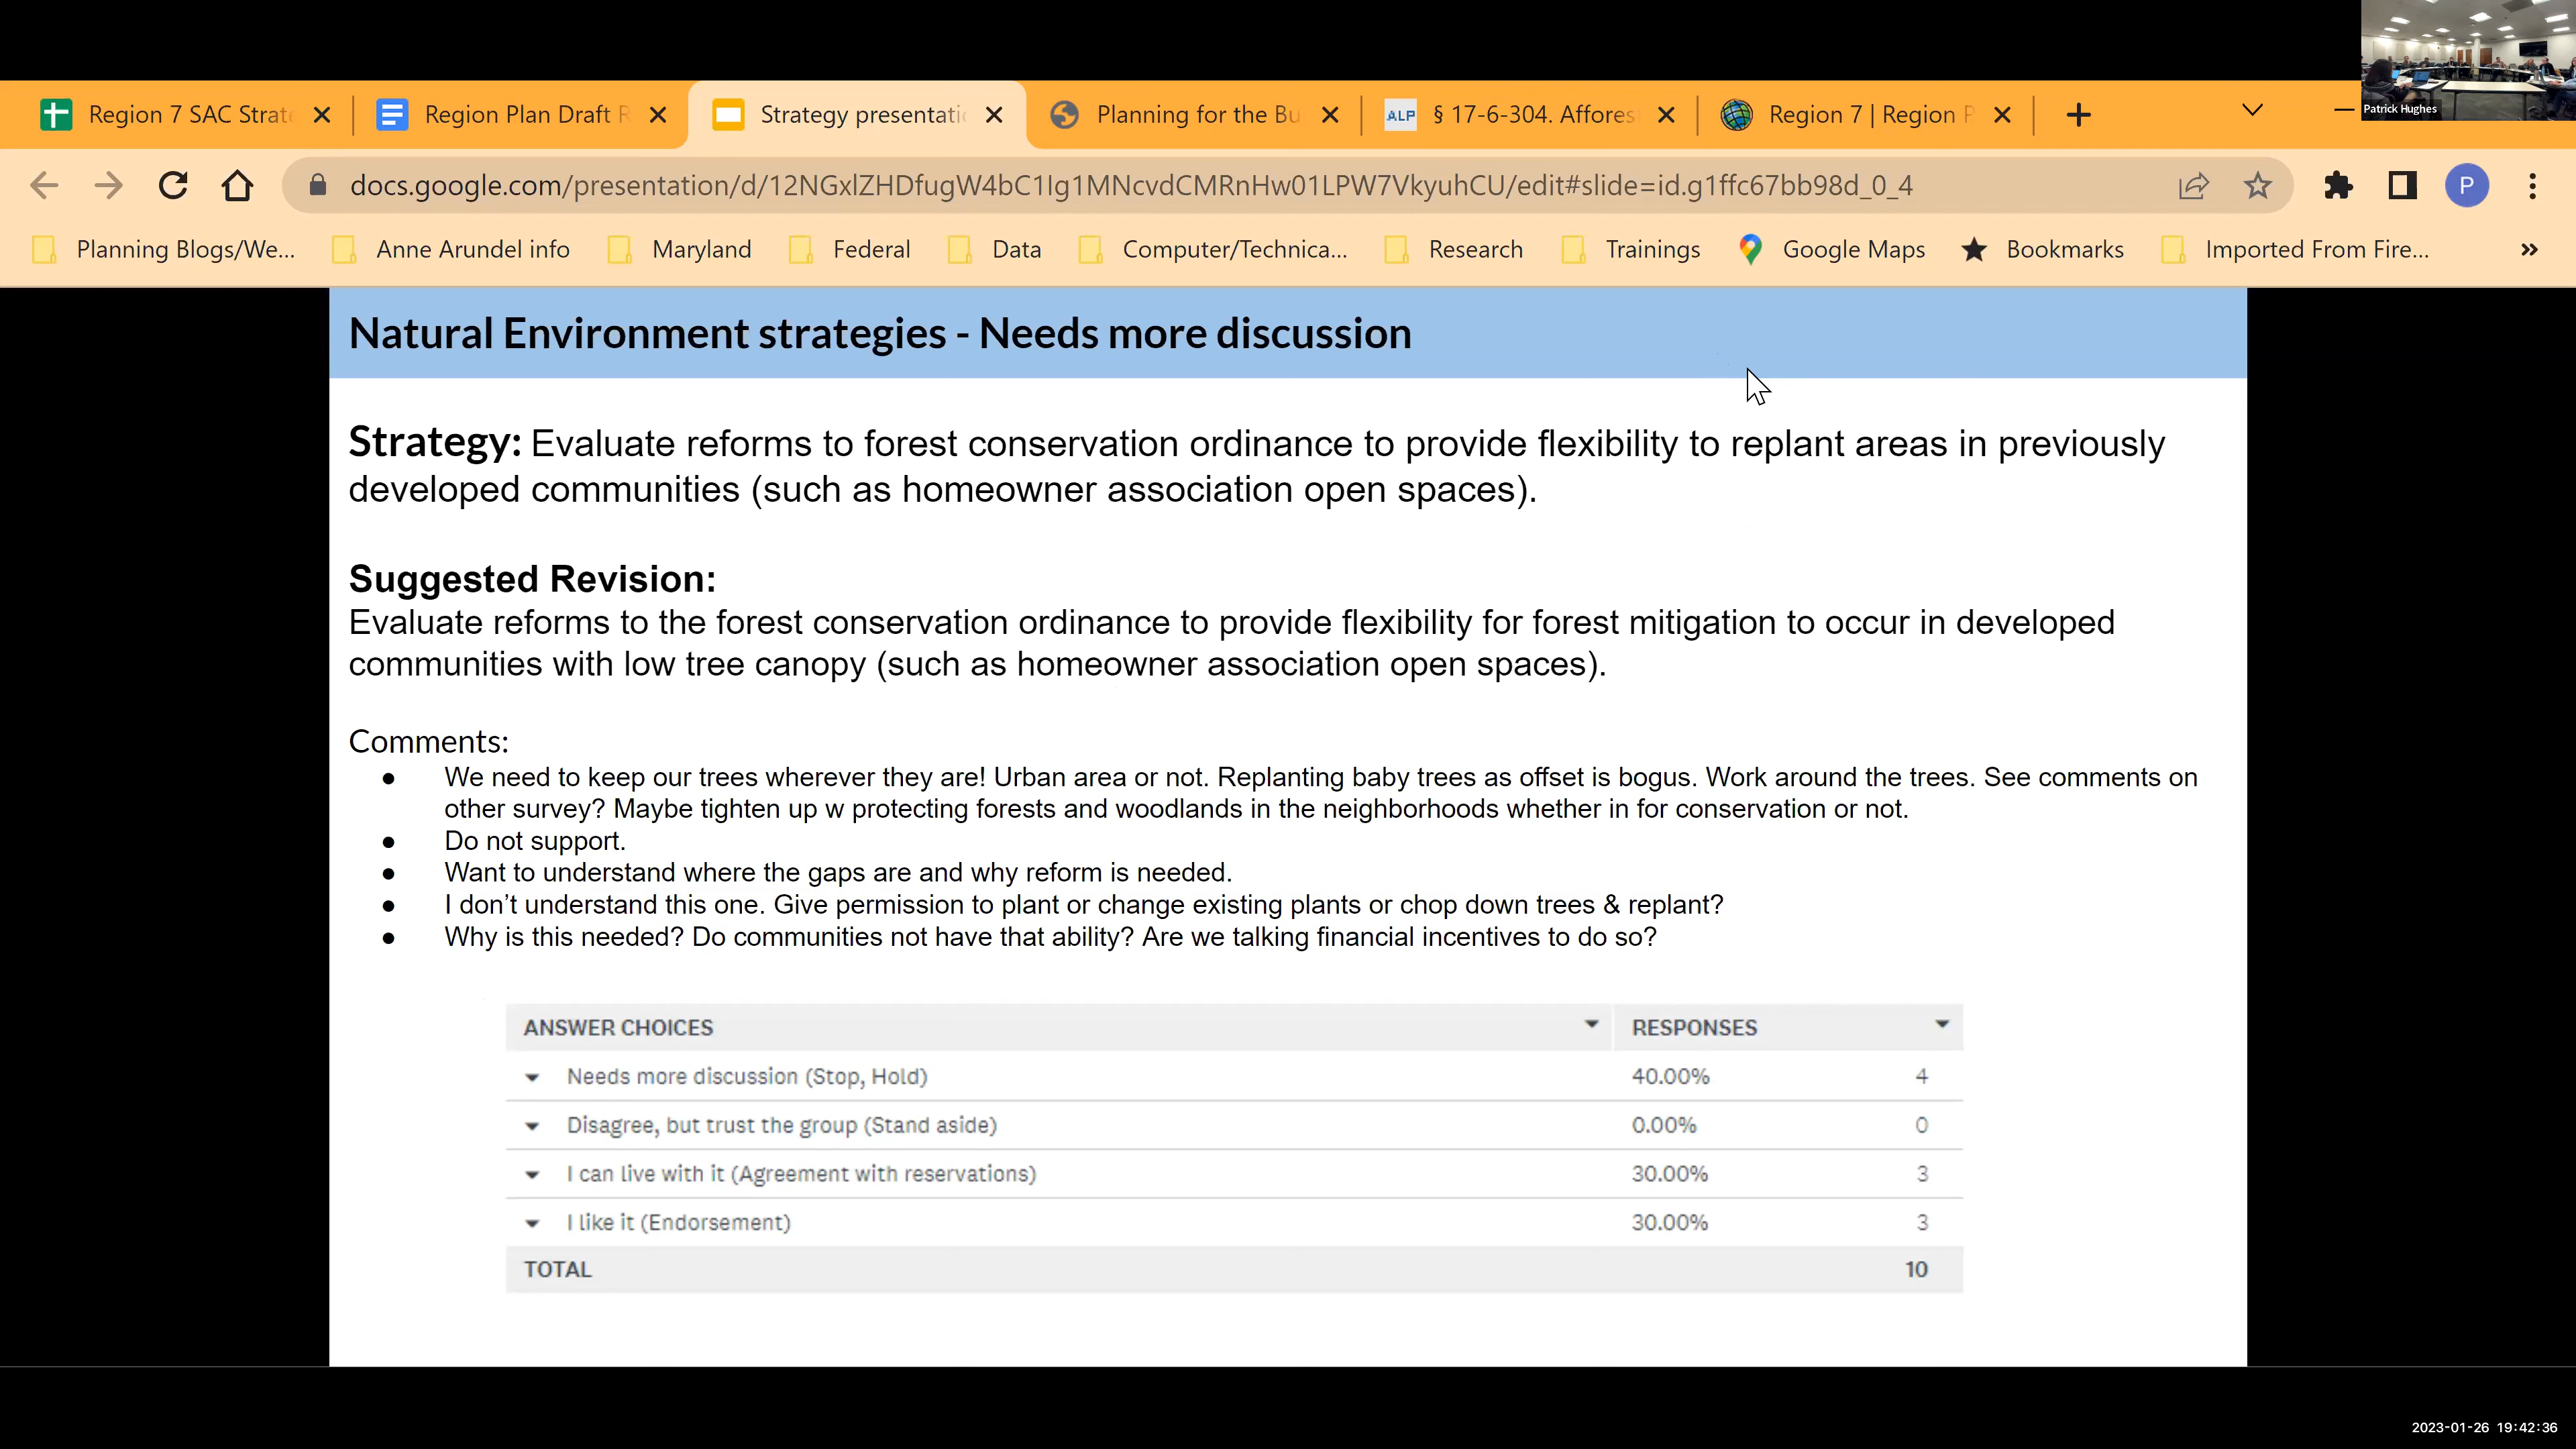 Region 7 SAC Strate
Region Plan Draft R
Strategy presentatio
Planning for the Bu
ALP
§ 17-6-304. Affores
Region 7 | Region P
Patrick Hughes
docs.google.com/presentation/d/12NGxlZHDfugW4bC1Ig1MNcvdCMRnHw01LPW7VkyuhCU/edit#slide=id.g1ffc67bb98d_0_4
P
Planning Blogs/We...
Anne Arundel info
Maryland
Federal
Data
Computer/Technica...
Research
Trainings
Google Maps
Bookmarks
Imported From Fire...
»
Natural Environment strategies - Needs more discussion
Strategy: Evaluate reforms to forest conservation ordinance to provide flexibility to replant areas in previously
developed communities (such as homeowner association open spaces).
Suggested Revision:
Evaluate reforms to the forest conservation ordinance to provide flexibility for forest mitigation to occur in developed
communities with low tree canopy (such as homeowner association open spaces).
Comments:
● We need to keep our trees wherever they are! Urban area or not. Replanting baby trees as offset is bogus. Work around the trees. See comments on
other survey? Maybe tighten up w protecting forests and woodlands in the neighborhoods whether in for conservation or not.
● Do not support.
● Want to understand where the gaps are and why reform is needed.
● I don't understand this one. Give permission to plant or change existing plants or chop down trees & replant?
● Why is this needed? Do communities not have that ability? Are we talking financial incentives to do so?
ANSWER CHOICES RESPONSES
Needs more discussion (Stop, Hold) 40.00% 4
Disagree, but trust the group (Stand aside) 0.00% 0
I can live with it (Agreement with reservations) 30.00% 3
I like it (Endorsement) 30.00% 3
TOTAL 10
2023-01-26 19:42:36